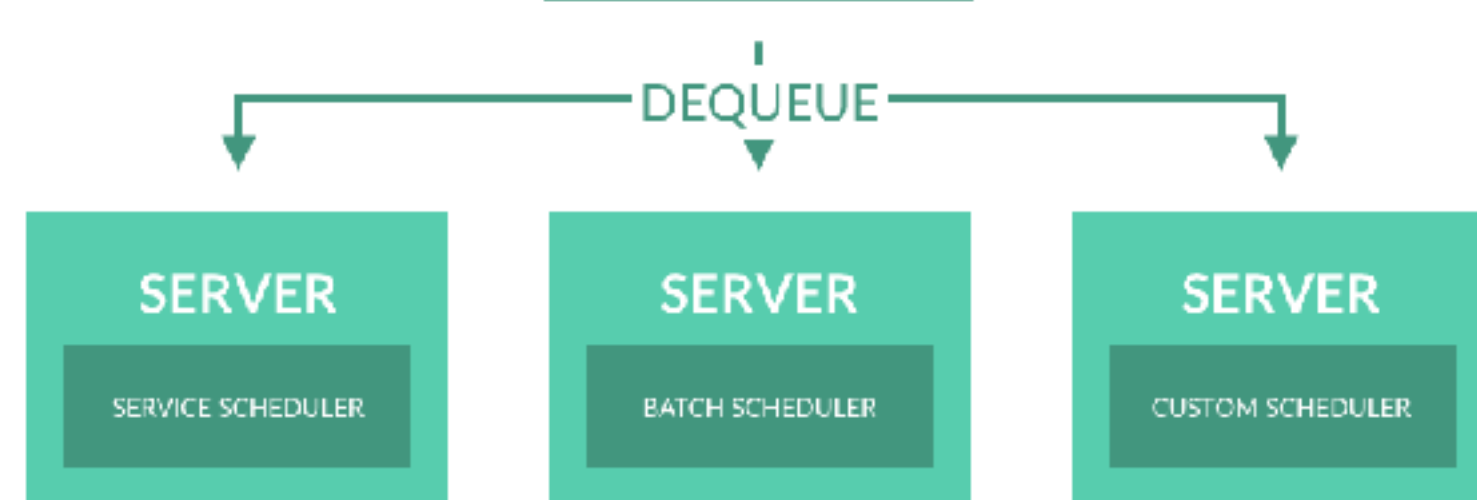 DEQUEUE
SERVER
SERVICE SCHEDULER
SERVER
BATCH SCHEDULER
SERVER
CUSTOM SCHEDULER